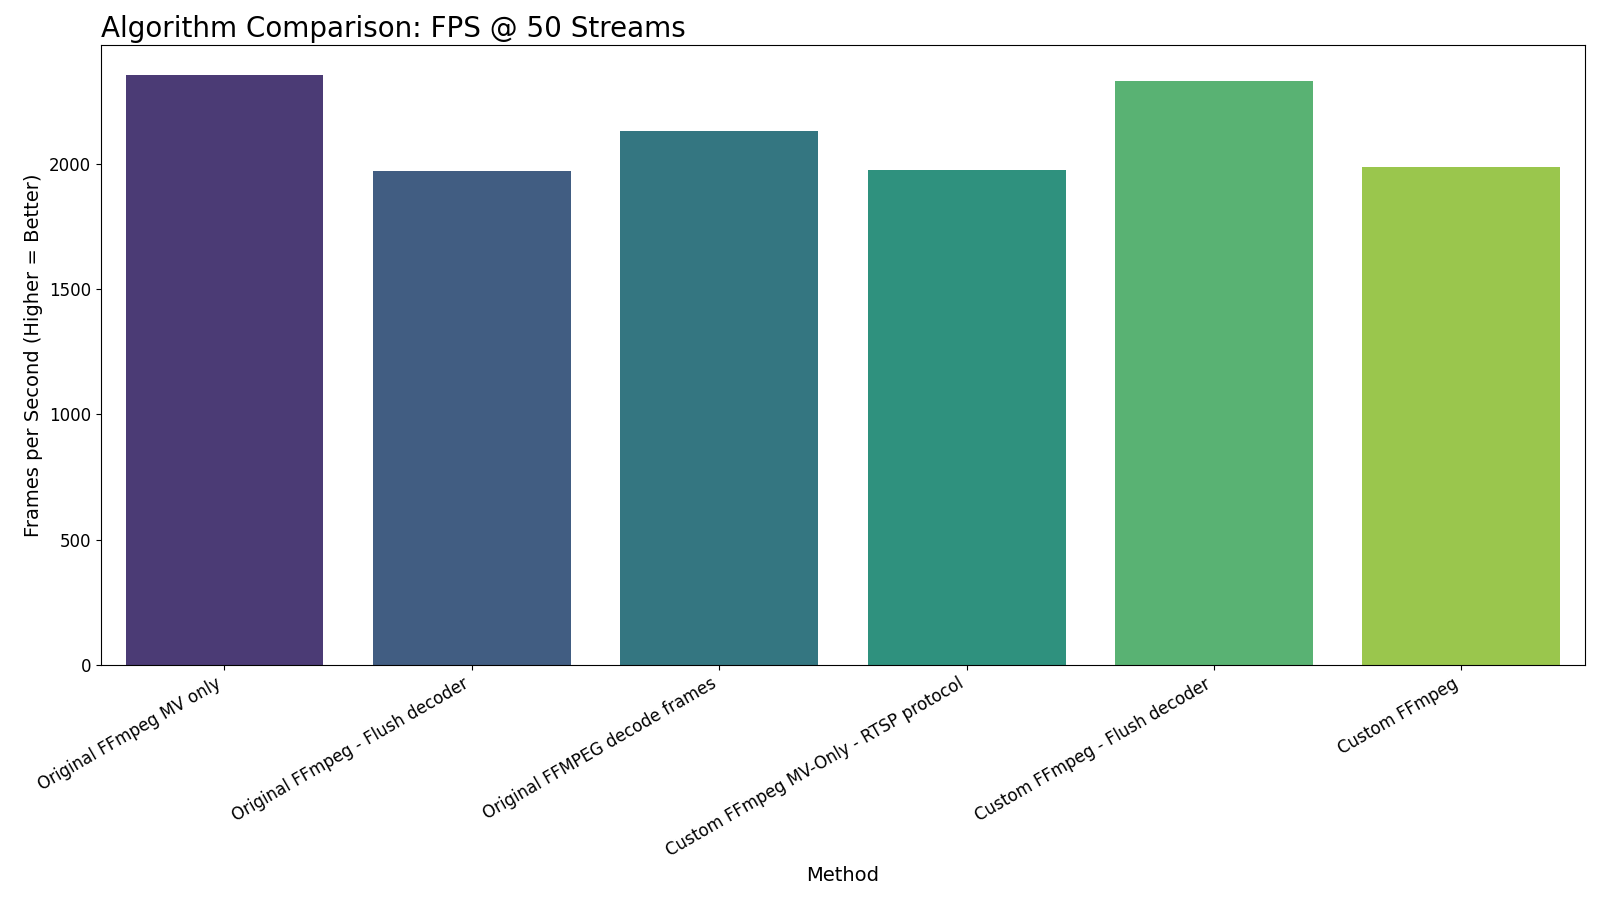 Algorithm Comparison: FPS @ 50 Streams
Frames per Second (Higher = Better)
2000
1500
1000
500
0
Original FFmpeg MV only
Original FFmpeg - Flush decoder
Original FFMPEG decode frames
Custom FFmpeg MV-Only - RTSP protocol
Custom FFmpeg - Flush decoder
Custom FFmpeg
Method